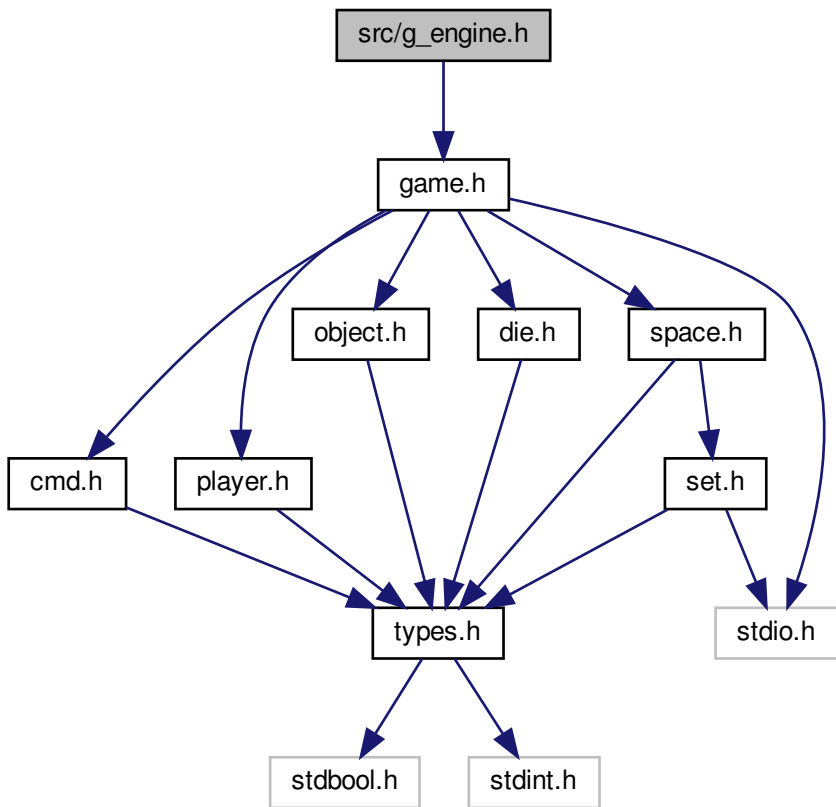 src/g_engine.h
game.h
object.h
die.h
space.h
cmd.h
player.h
set.h
types.h
stdio.h
stdbool.h
stdint.h